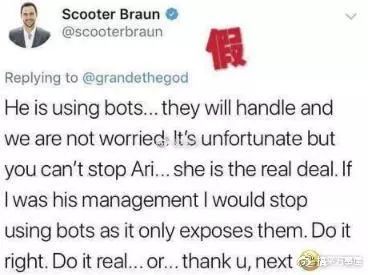 Scooter Braun
@scooterbraun
假
Replying to @grandethegod
He is using bots...they will handle and
we are not worried. It's unfortunate but
you can't stop Ari... she is the real deal. If
I was his management I would stop
using bots as it only exposes them. Do it
right. Do it real... or... thank u, next